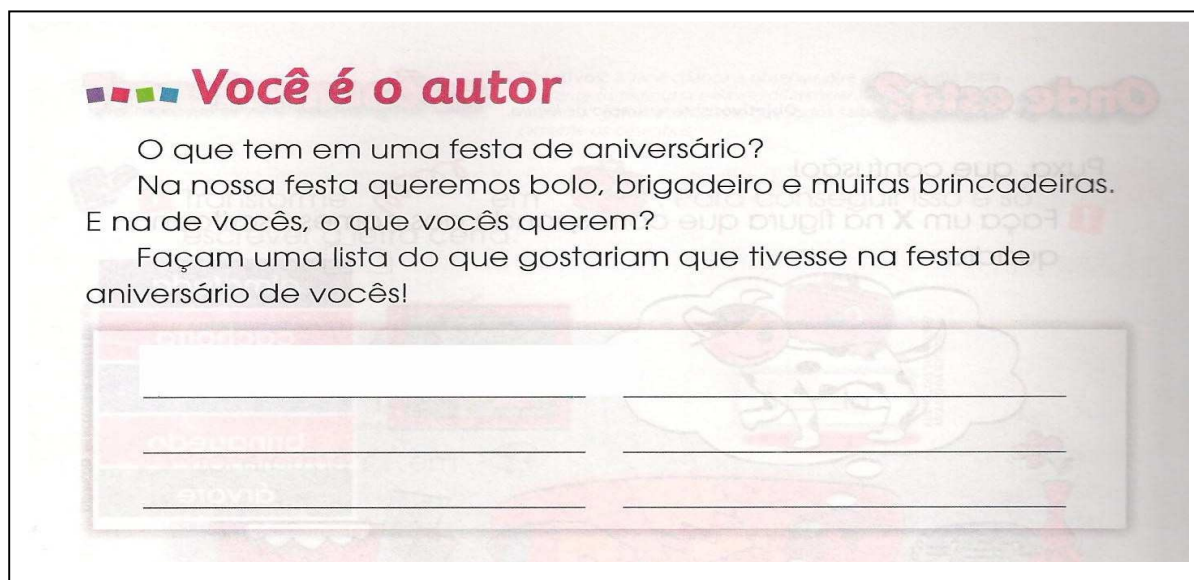 Você é o autor
O que tem em uma festa de aniversário?
Na nossa festa queremos bolo, brigadeiro e muitas brincadeiras.
E na de vocês, o que vocês querem?
Façam uma lista do que gostariam que tivesse na festa de
aniversário de vocês!